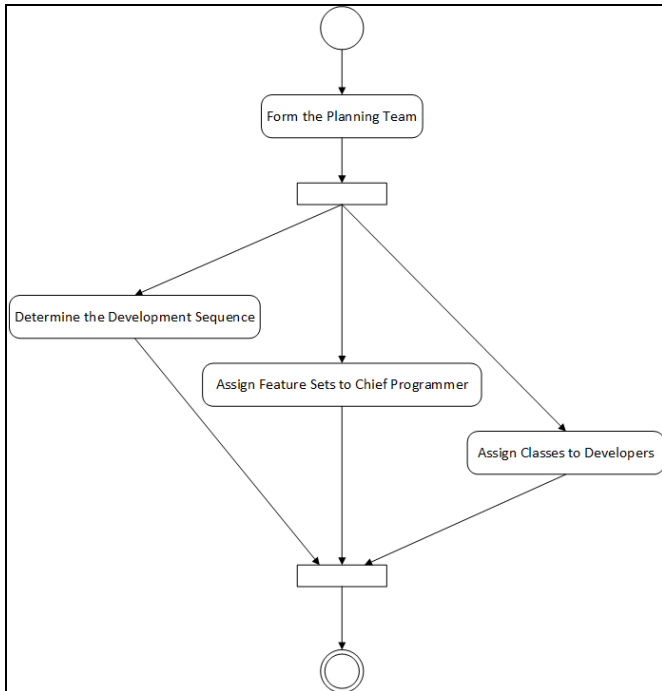 Form the Planning Team
Determine the Development Sequence
Assign Feature Sets to Chief Programmer
Assign Classes to Developers